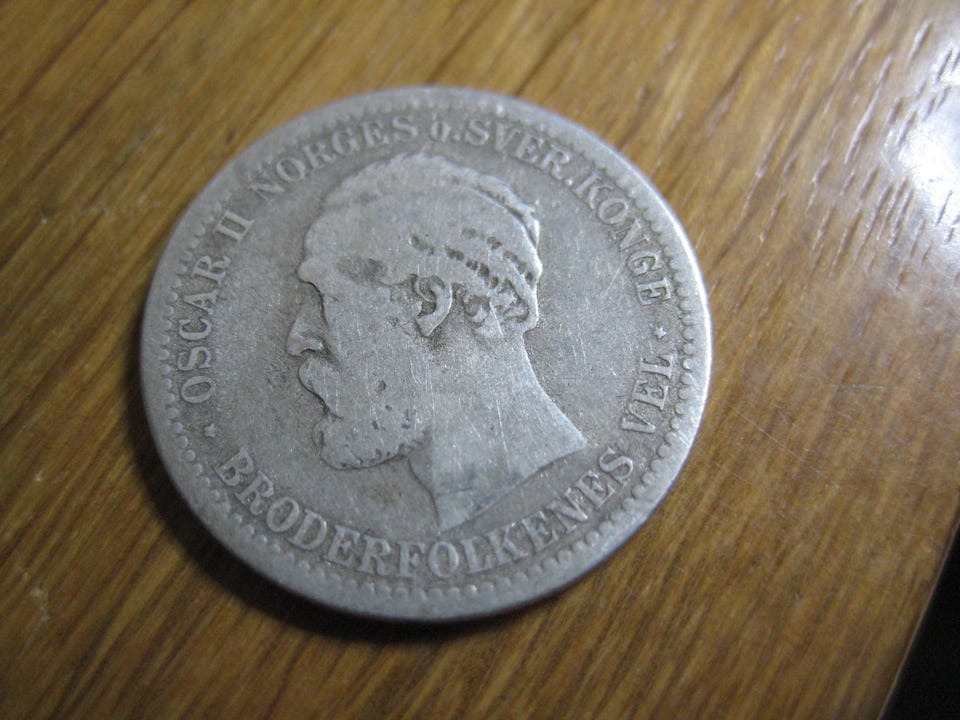 OSCAR II NORGES o.SVER.KONGE
BRODERFOLKENES VEL